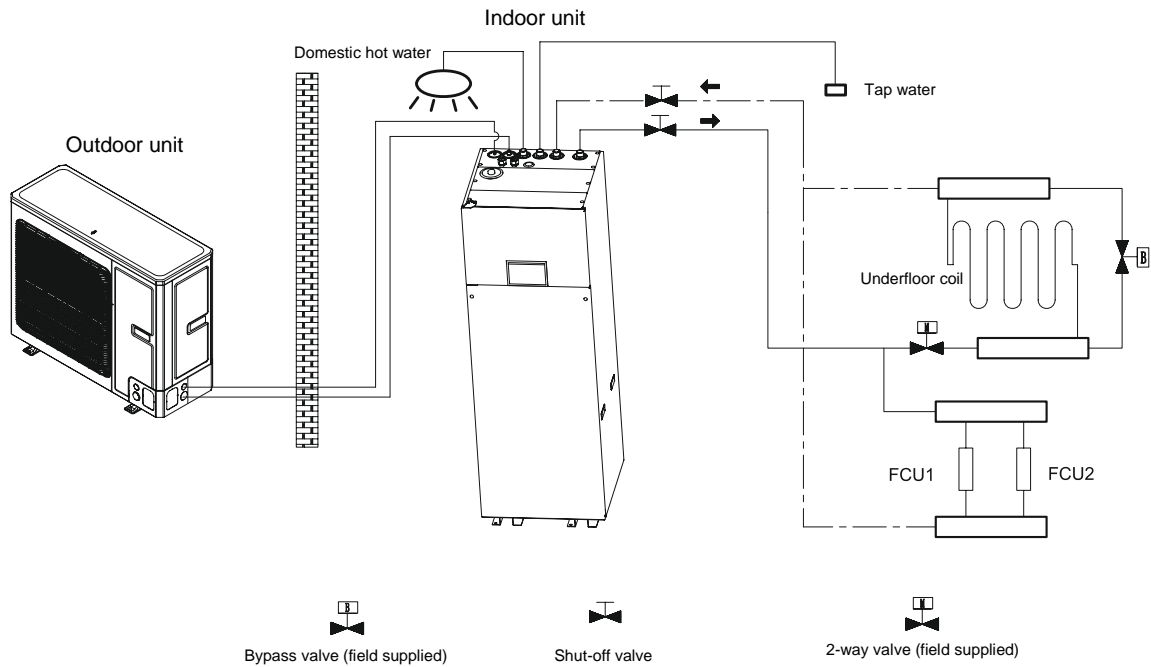 Indoor unit
Domestic hot water
Tap water
Outdoor unit
B
Underfloor coil
M
FCU1
FCU2
B
M
Bypass valve (field supplied)
Shut-off valve
2-way valve (field supplied)